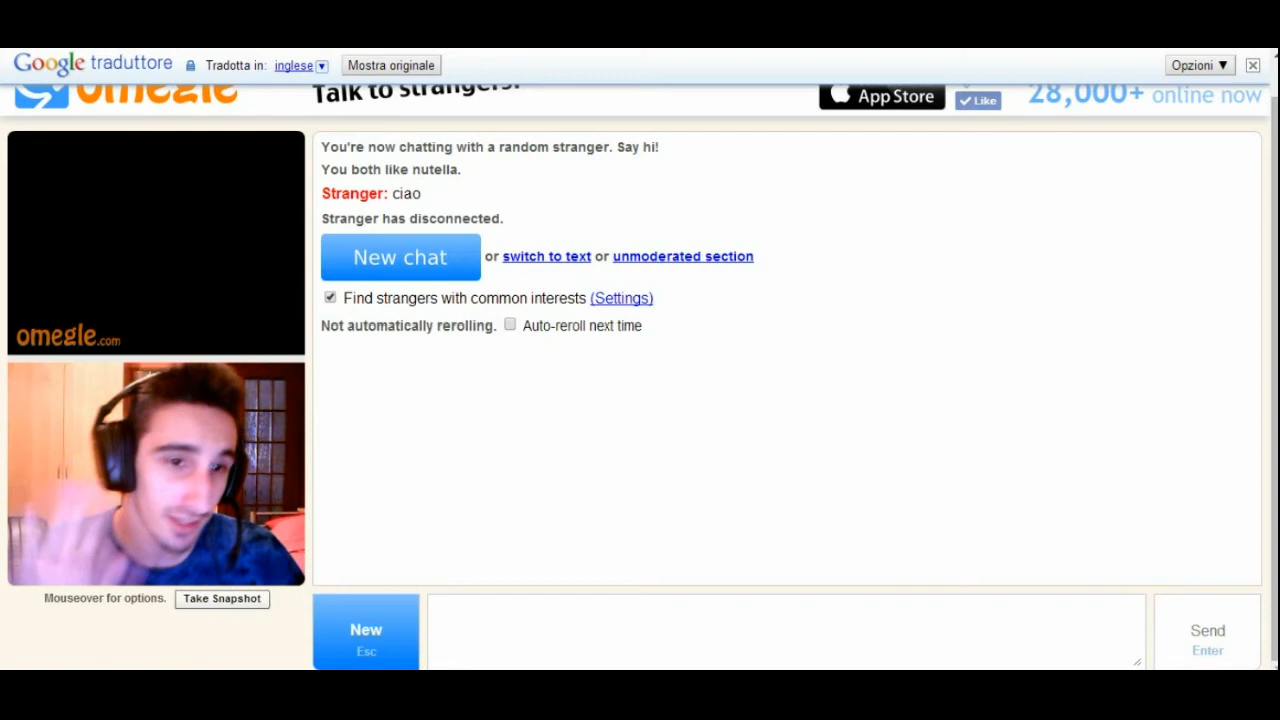 Google traduttore Tradotta in: inglese Mostra originale Opzioni ▼
omegle Talk to strangers! App Store Like 28,000+ online now
You're now chatting with a random stranger. Say hi!
You both like nutella.
Stranger: ciao
Stranger has disconnected.
New chat or switch to text or unmoderated section
Find strangers with common interests (Settings)
Not automatically rerolling. Auto-reroll next time
omegle.com
Mouseover for options. Take Snapshot
New
Esc
Send
Enter